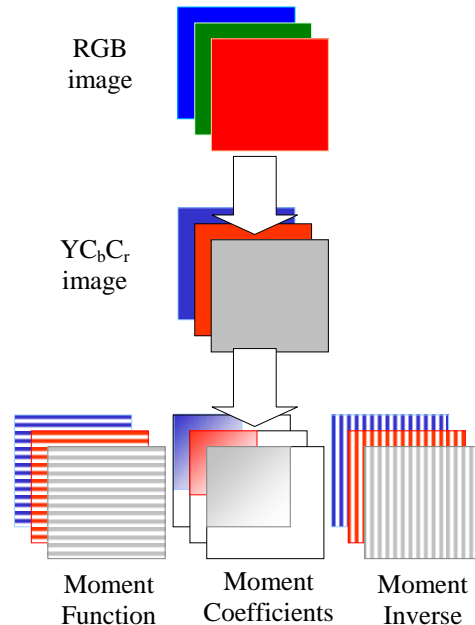 RGB
image
YCbCr
image
Moment
Function
Moment
Coefficients
Moment
Inverse